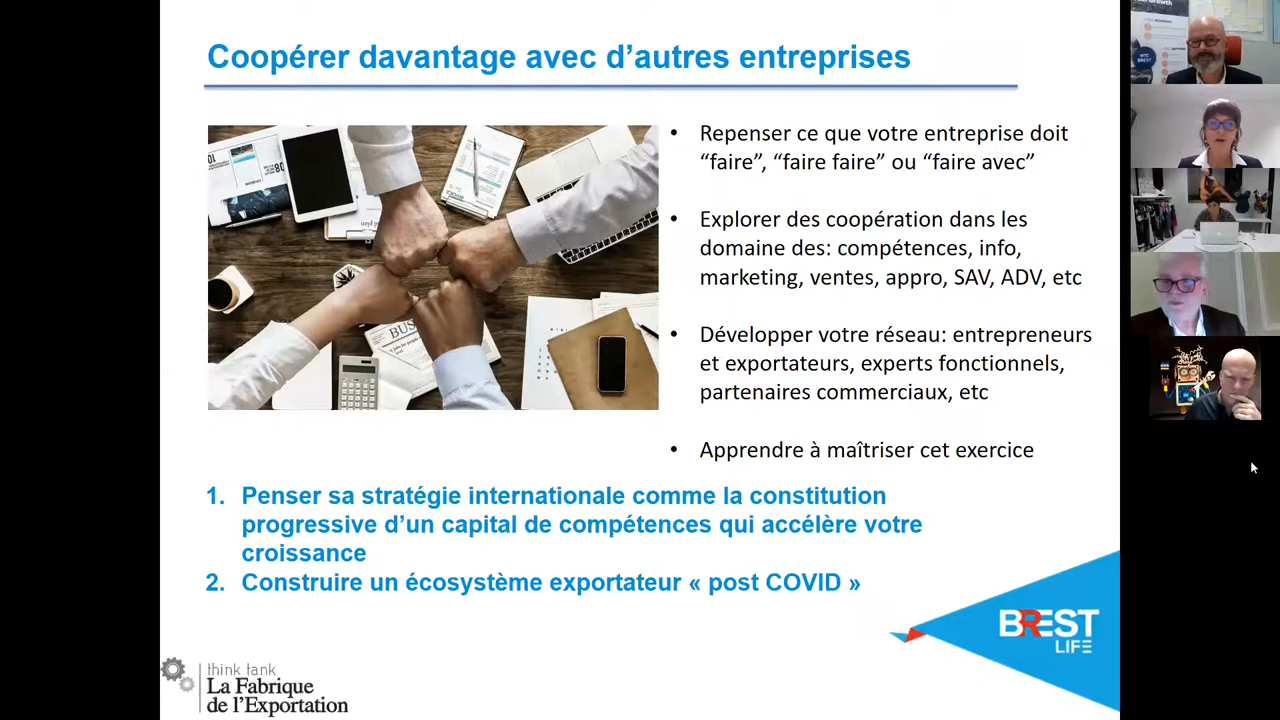 Coopérer davantage avec d’autres entreprises
• Repenser ce que votre entreprise doit
“faire”, “faire faire” ou “faire avec”
• Explorer des coopération dans les
domaine des: compétences, info,
marketing, ventes, appro, SAV, ADV, etc
• Développer votre réseau: entrepreneurs
et exportateurs, experts fonctionnels,
partenaires commerciaux, etc
• Apprendre à maîtriser cet exercice
1. Penser sa stratégie internationale comme la constitution
progressive d’un capital de compétences qui accélère votre
croissance
2. Construire un écosystème exportateur « post COVID »
BREST
LIFE
think tank
La Fabrique
de l’Exportation
WTC
BREST